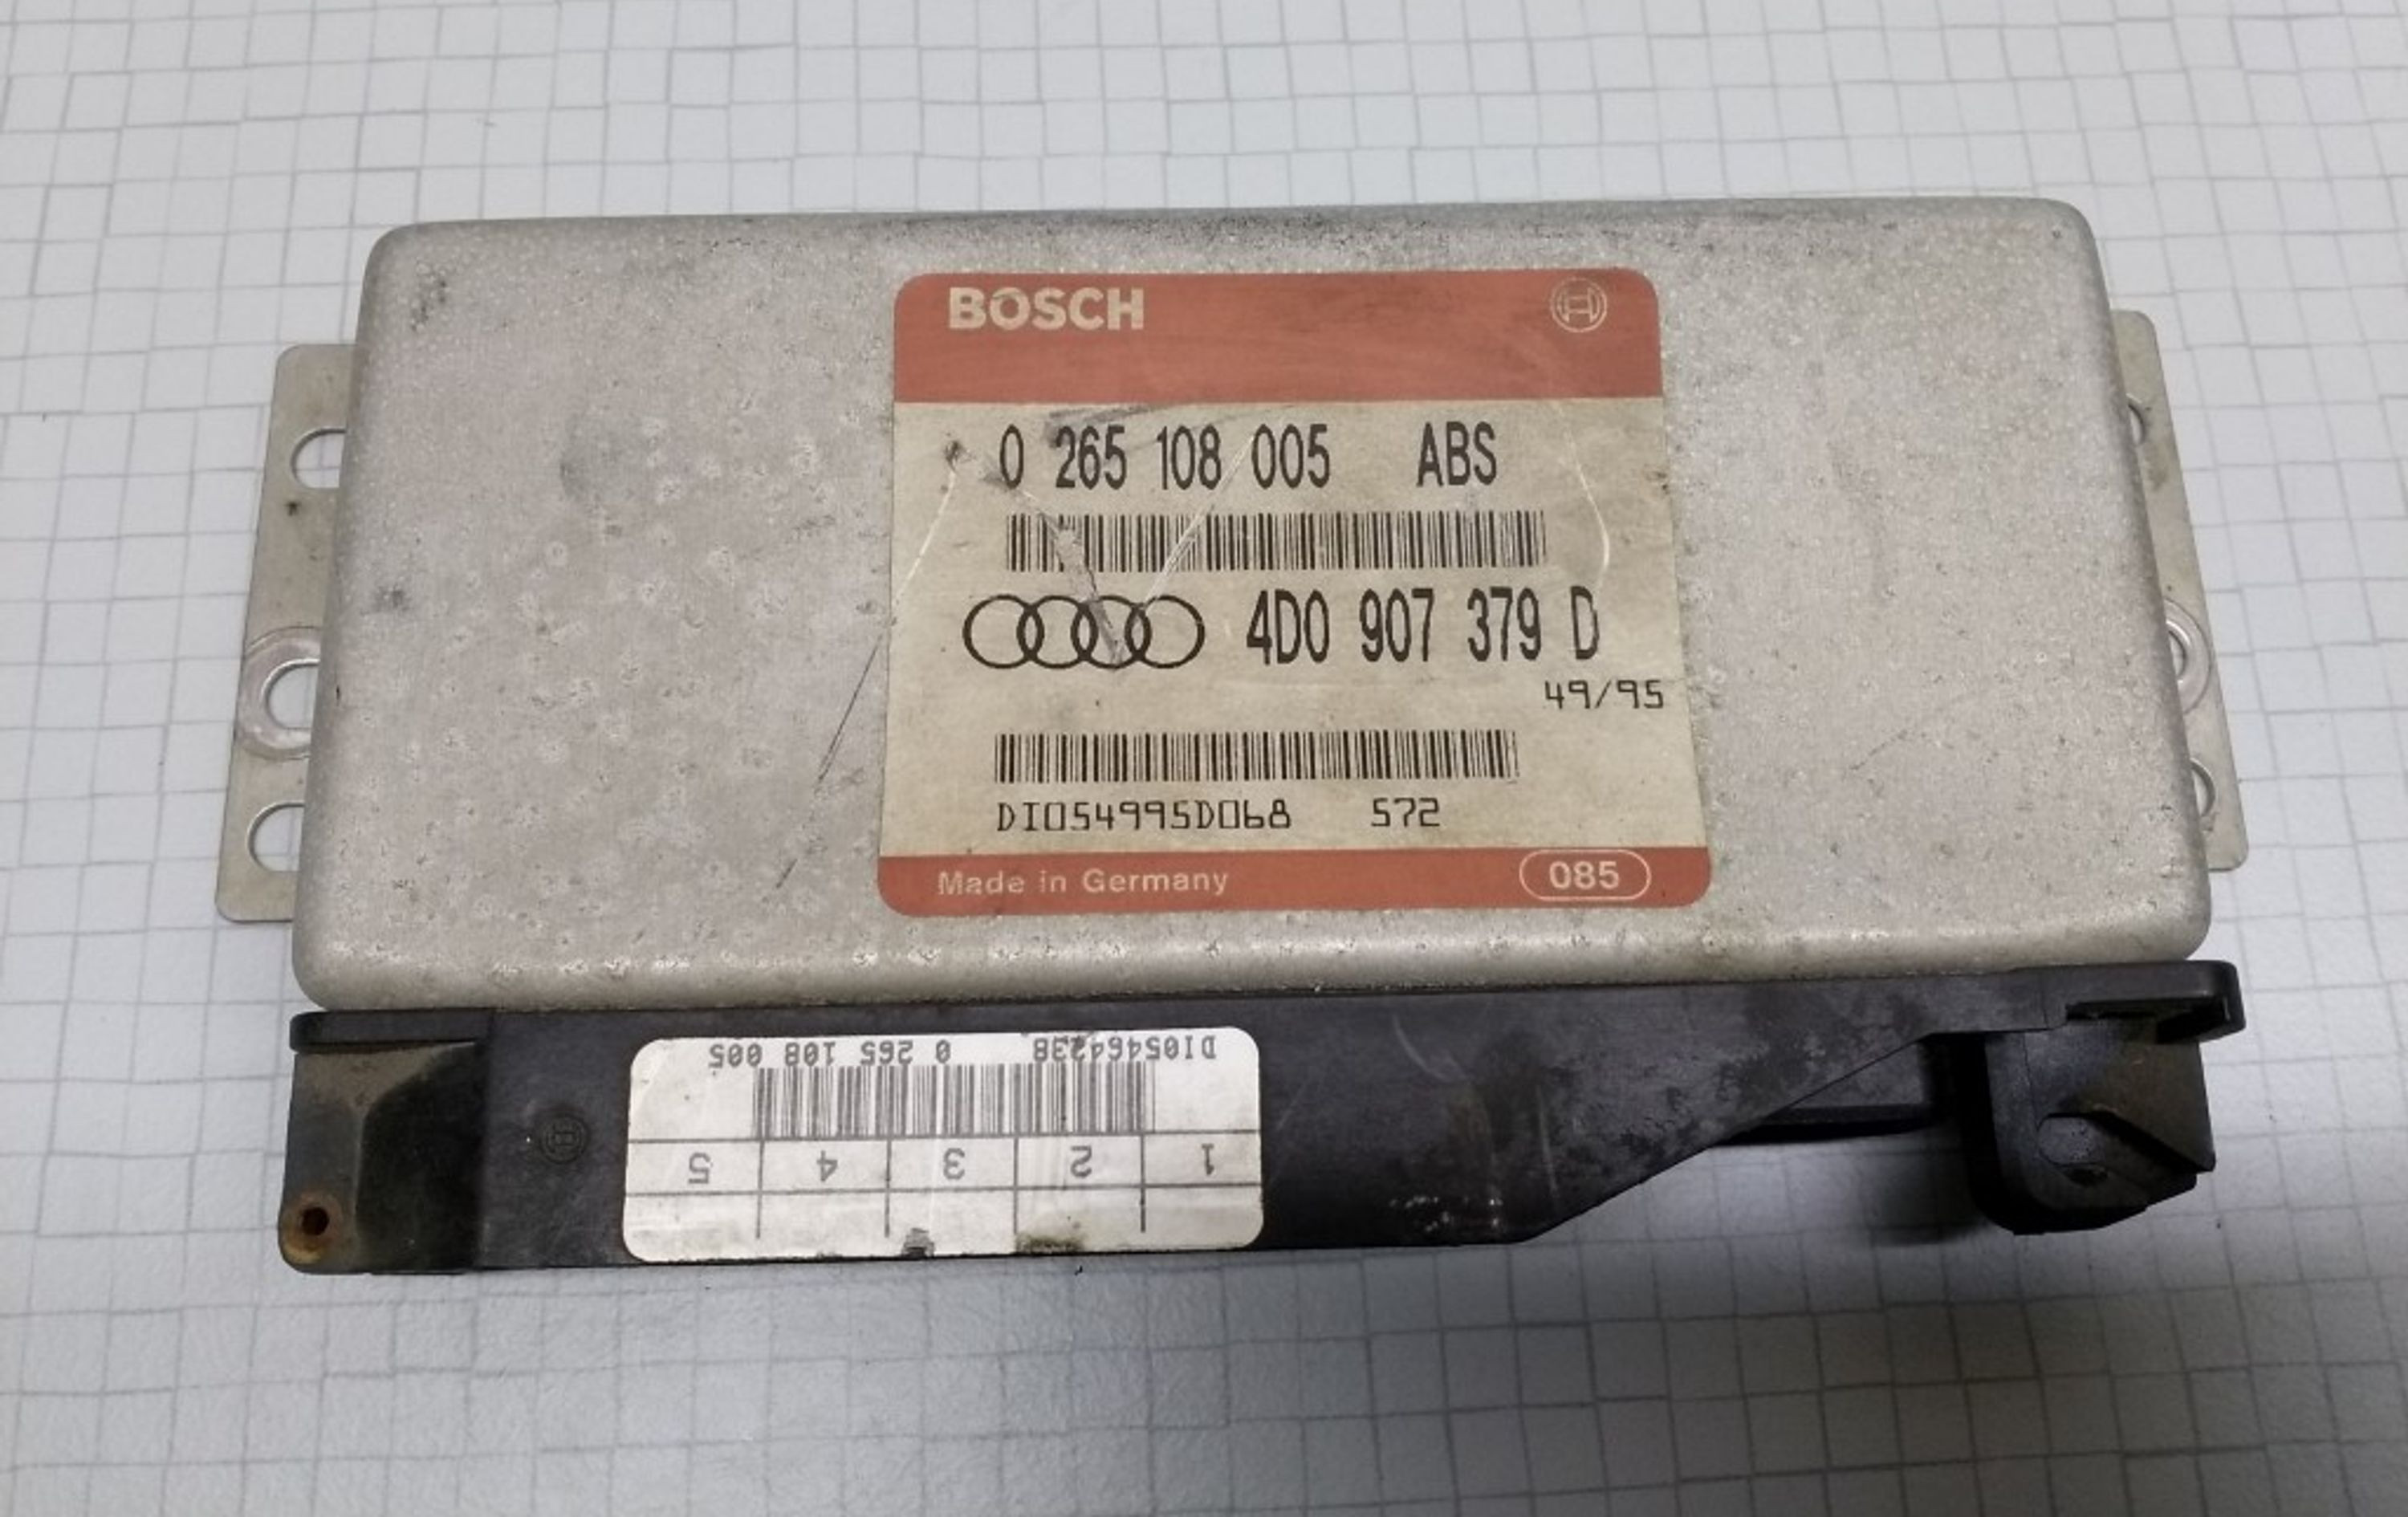 BOSCH
0 265 108 005 ABS
4D0 907 379 D
49/95
DI054995D068 572
Made in Germany 085
DI05464238 0 265 108 005
1 2 3 4 5